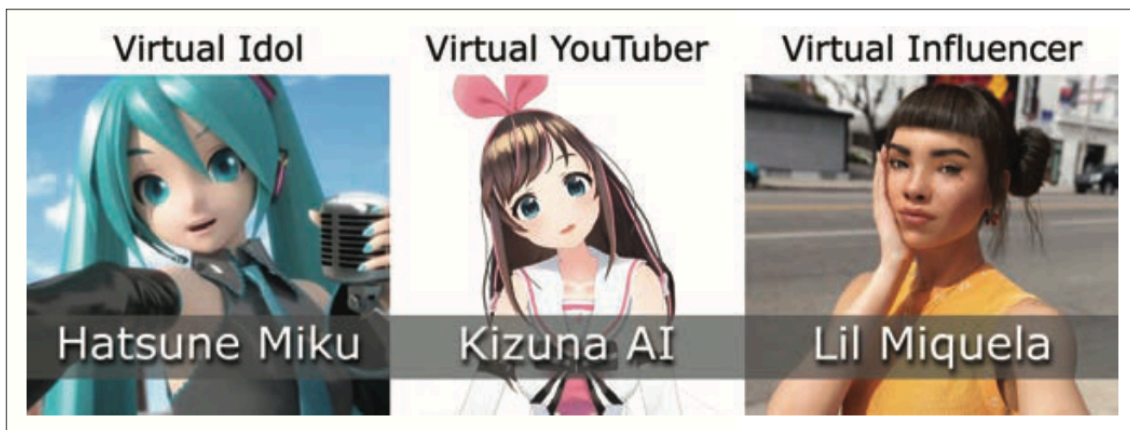 Virtual Idol
Virtual YouTuber
Virtual Influencer
Hatsune Miku
Kizuna AI
Lil Miquela